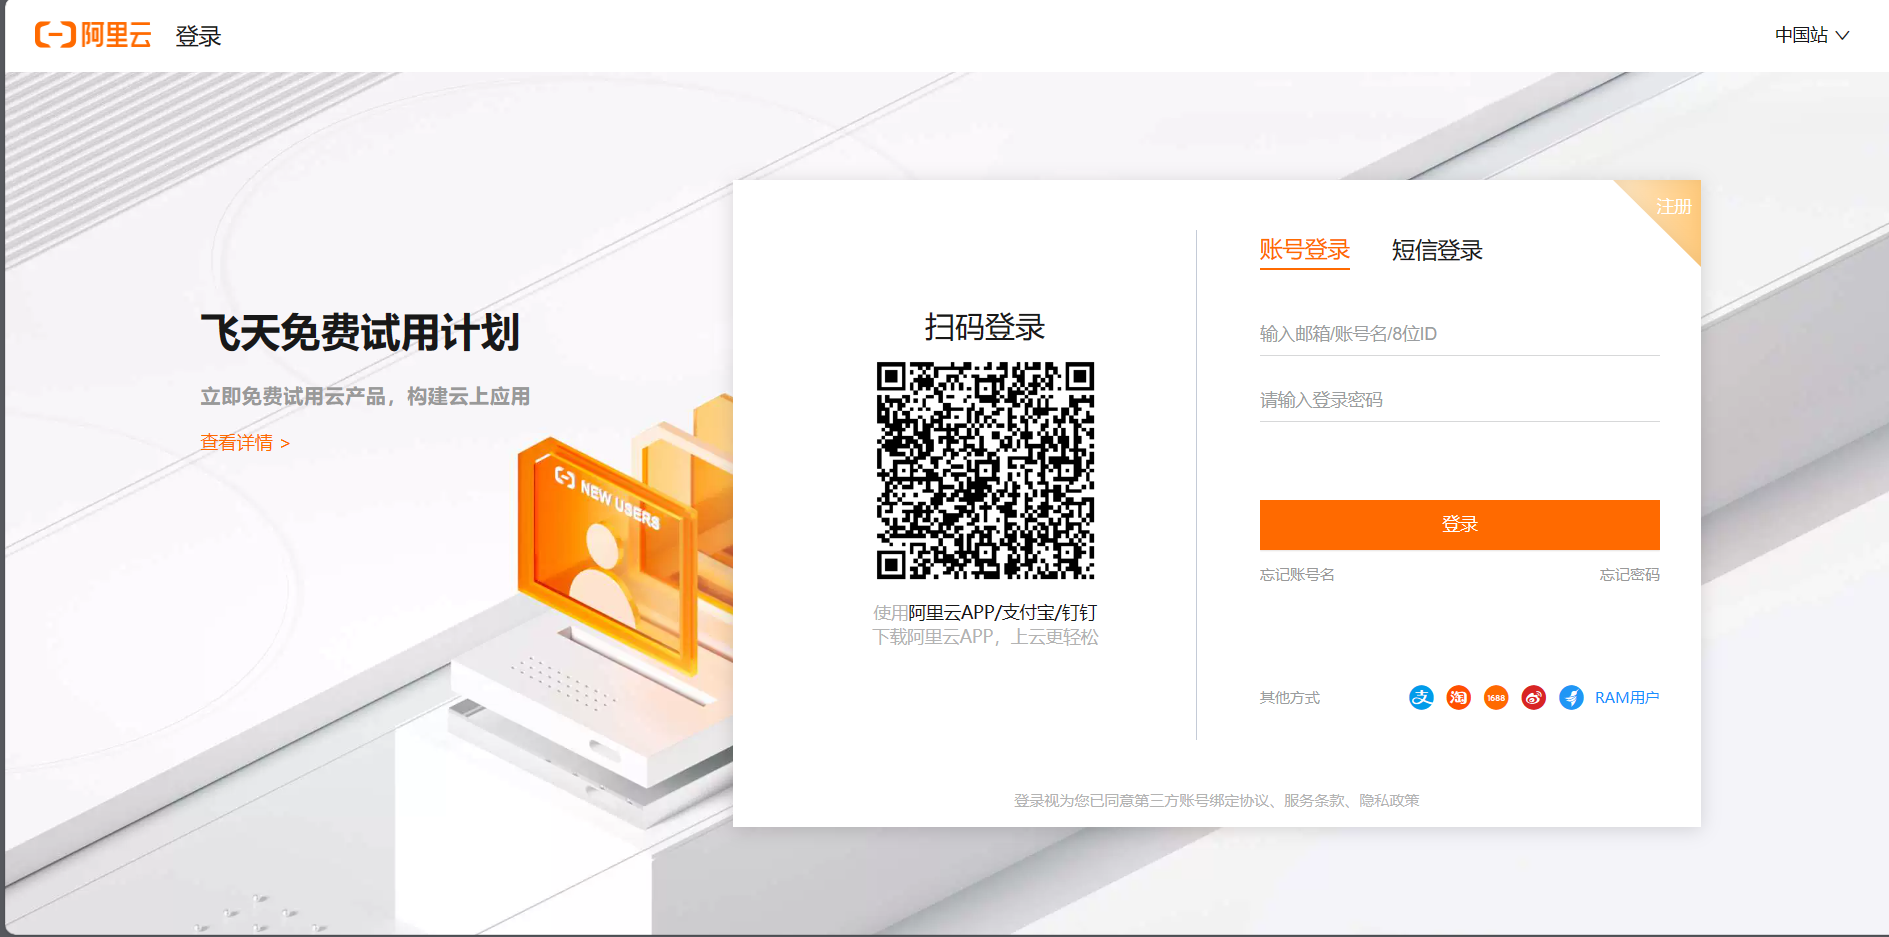 阿里云 登录
中国站
飞天免费试用计划
立即免费试用云产品，构建云上应用
查看详情 >
NEW USERS
扫码登录
使用阿里云APP/支付宝/钉钉
下载阿里云APP，上云更轻松
注册
账号登录 短信登录
输入邮箱/账号名/8位ID
请输入登录密码
登录
忘记账号名 忘记密码
其他方式 支 淘 1688 RAM用户
登录视为您已同意第三方账号绑定协议、服务条款、隐私政策